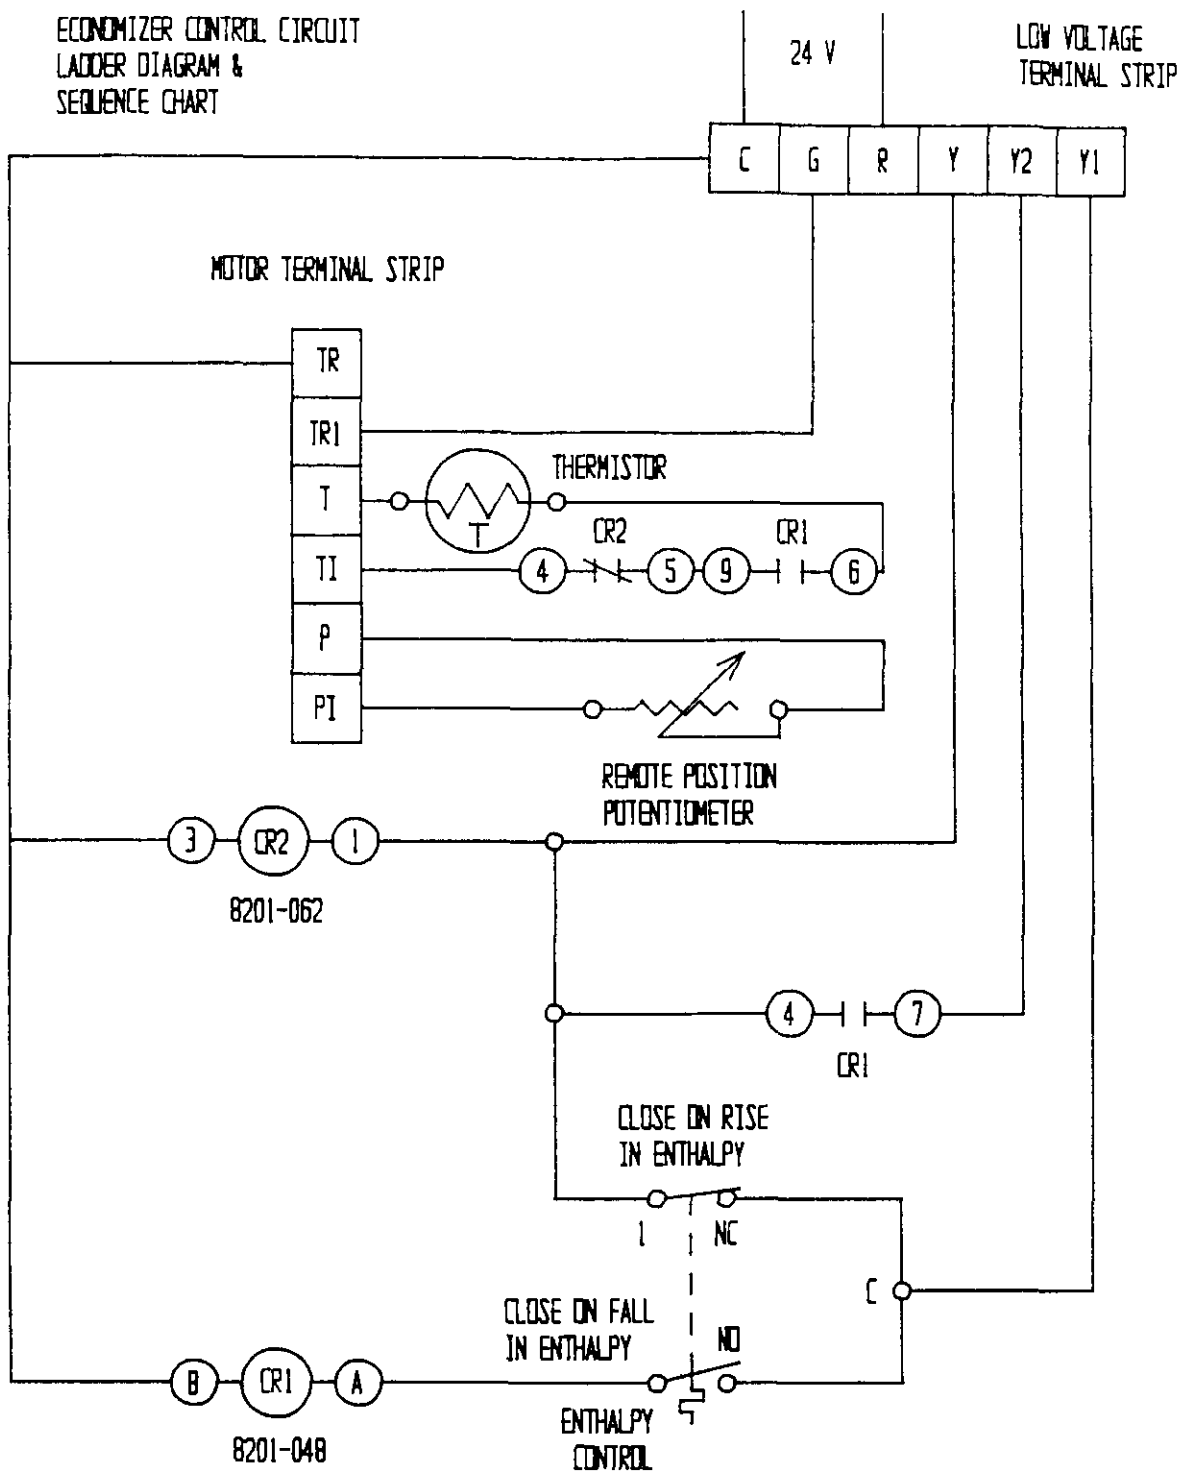 ECONOMIZER CONTROL CIRCUIT
LADDER DIAGRAM &
SEQUENCE CHART
24 V
LOW VOLTAGE
TERMINAL STRIP
C G R Y Y2 Y1
MOTOR TERMINAL STRIP
TR
TR1
T
THERMISTOR
T
CR2 CR1
TI
4 5 9 6
P
PI
REMOTE POSITION
POTENTIOMETER
3 CR2 1
8201-062
4 7
CR1
CLOSE ON RISE
IN ENTHALPY
1 NC
C
CLOSE ON FALL
IN ENTHALPY
NO
B CR1 A
ENTHALPY
CONTROL
8201-048